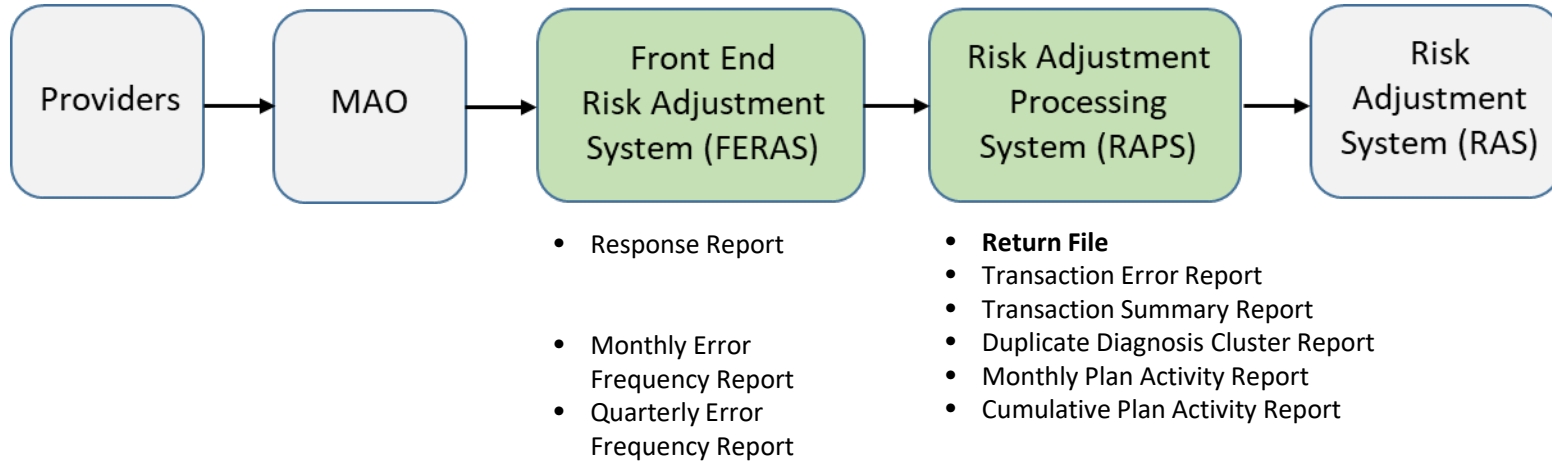 Providers
MAO
Front End
Risk Adjustment
System (FERAS)
Risk Adjustment
Processing
System (RAPS)
Risk
Adjustment
System (RAS)
• Response Report
• Monthly Error
Frequency Report
• Quarterly Error
Frequency Report
• Return File
• Transaction Error Report
• Transaction Summary Report
• Duplicate Diagnosis Cluster Report
• Monthly Plan Activity Report
• Cumulative Plan Activity Report